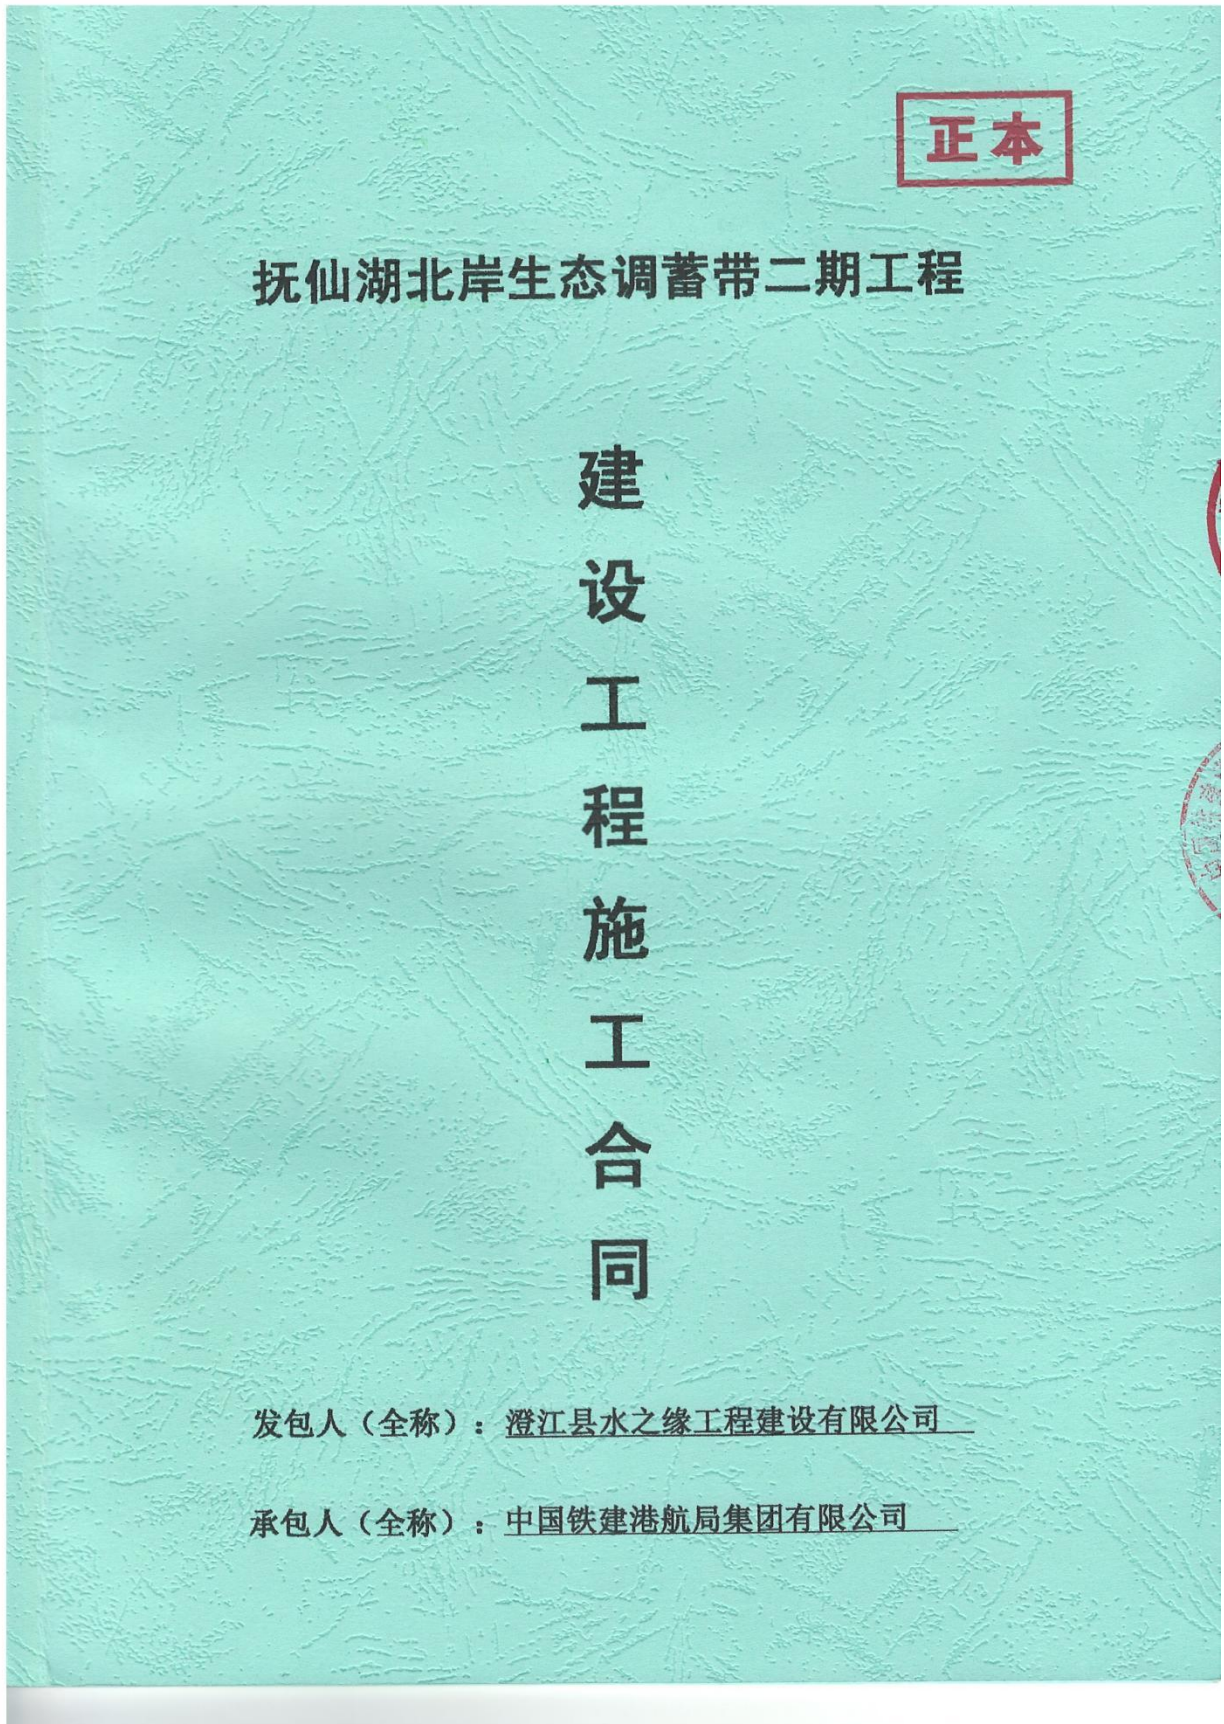 正本
抚仙湖北岸生态调蓄带二期工程
建
设
工
程
施
工
合
同
发包人（全称）：澄江县水之缘工程建设有限公司
承包人（全称）：中国铁建港航局集团有限公司